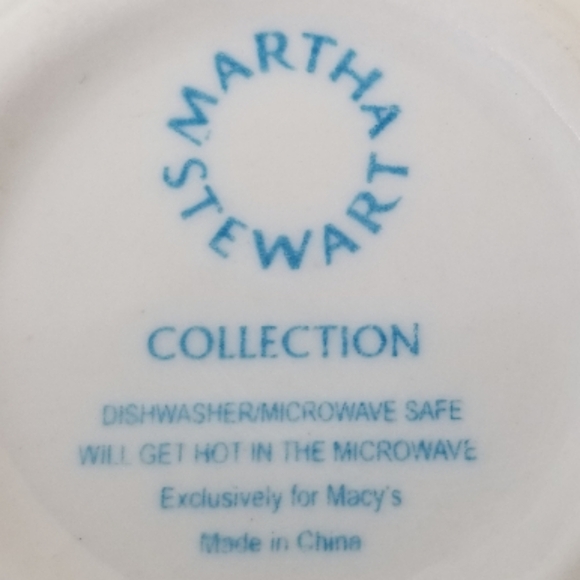 MARTHA
STEWART
COLLECTION
DISHWASHER/MICROWAVE SAFE
WILL GET HOT IN THE MICROWAVE
Exclusively for Macy's
Made in China